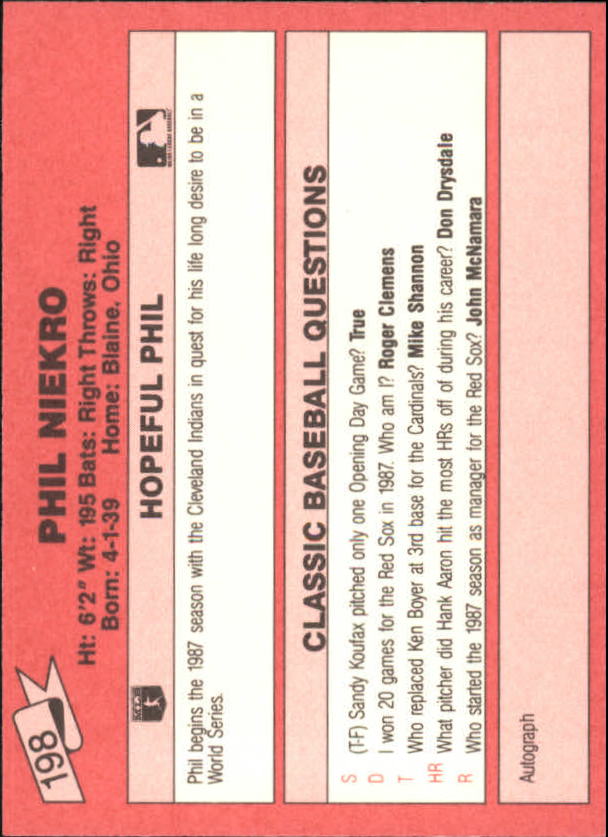 198
PHIL NIEKRO
Ht: 6'2" Wt: 195 Bats: Right Throws: Right
Born: 4-1-39 Home: Blaine, Ohio
HOPEFUL PHIL
Phil begins the 1987 season with the Cleveland Indians in quest for his life long desire to be in a
World Series.
CLASSIC BASEBALL QUESTIONS
S (T-F) Sandy Koufax pitched only one Opening Day Game? True
D I won 20 games for the Red Sox in 1987. Who am I? Roger Clemens
T Who replaced Ken Boyer at 3rd base for the Cardinals? Mike Shannon
HR What pitcher did Hank Aaron hit the most HRs off of during his career? Don Drysdale
R Who started the 1987 season as manager for the Red Sox? John McNamara
Autograph